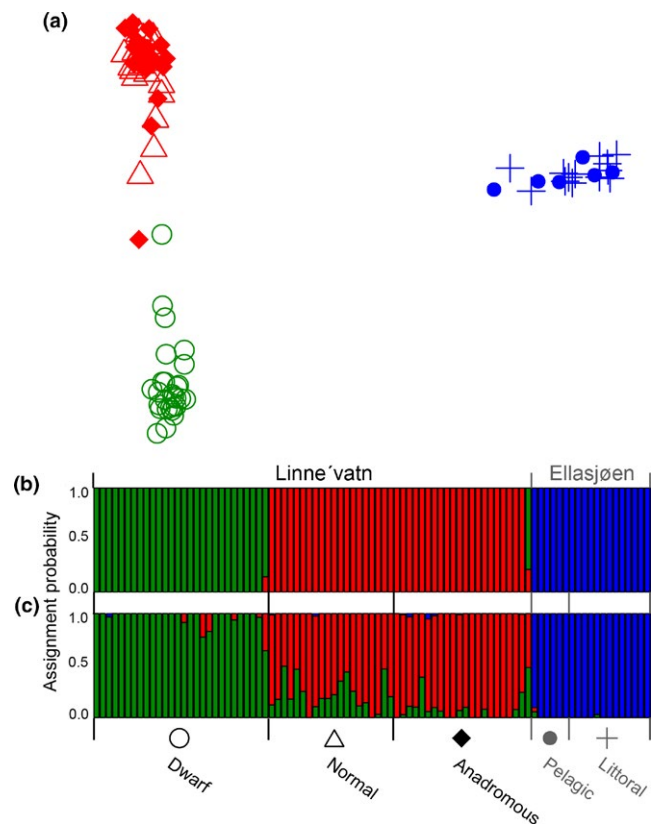 (a)
Linne´vatn Ellasjøen
(b)
1.0
0.5
0.0
(c)
1.0
0.5
0.0
Assignment probability
Dwarf
Normal
Anadromous
Pelagic
Littoral